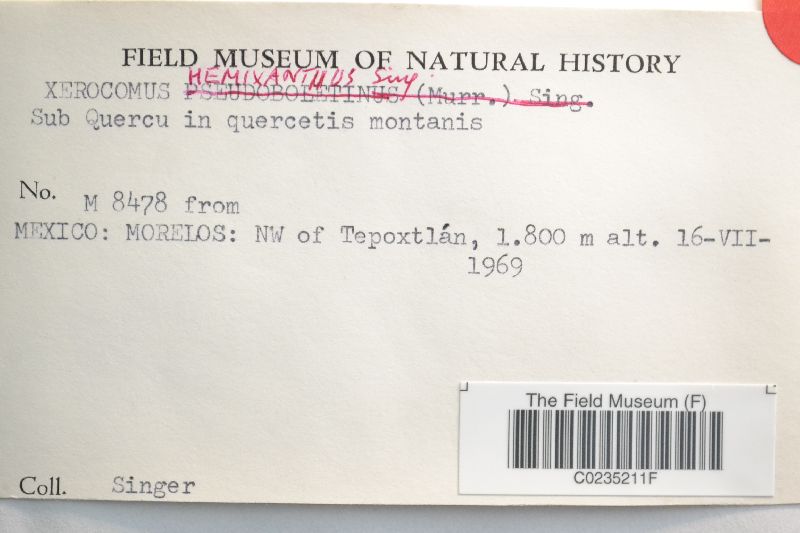 FIELD MUSEUM OF NATURAL HISTORY
HEMIXANTHUS Sing.
XEROCOMUS PSEUDOBOLETINUS (Murr.) Sing.
Sub Quercu in quercetis montanis
No. M 8478 from
MEXICO: MORELOS: NW of Tepoxtlán, 1.800 m alt. 16-VII-
1969
The Field Museum (F)
C0235211F
Coll. Singer